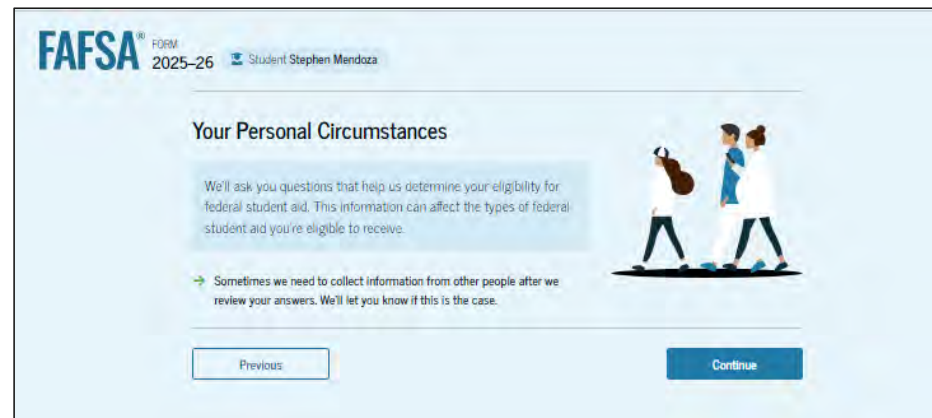 FAFSA® FORM
2025–26 Student Stephen Mendoza
Your Personal Circumstances
We'll ask you questions that help us determine your eligibility for
federal student aid. This information can affect the types of federal
student aid you're eligible to receive.
→ Sometimes we need to collect information from other people after we
review your answers. We'll let you know if this is the case.
Previous
Continue